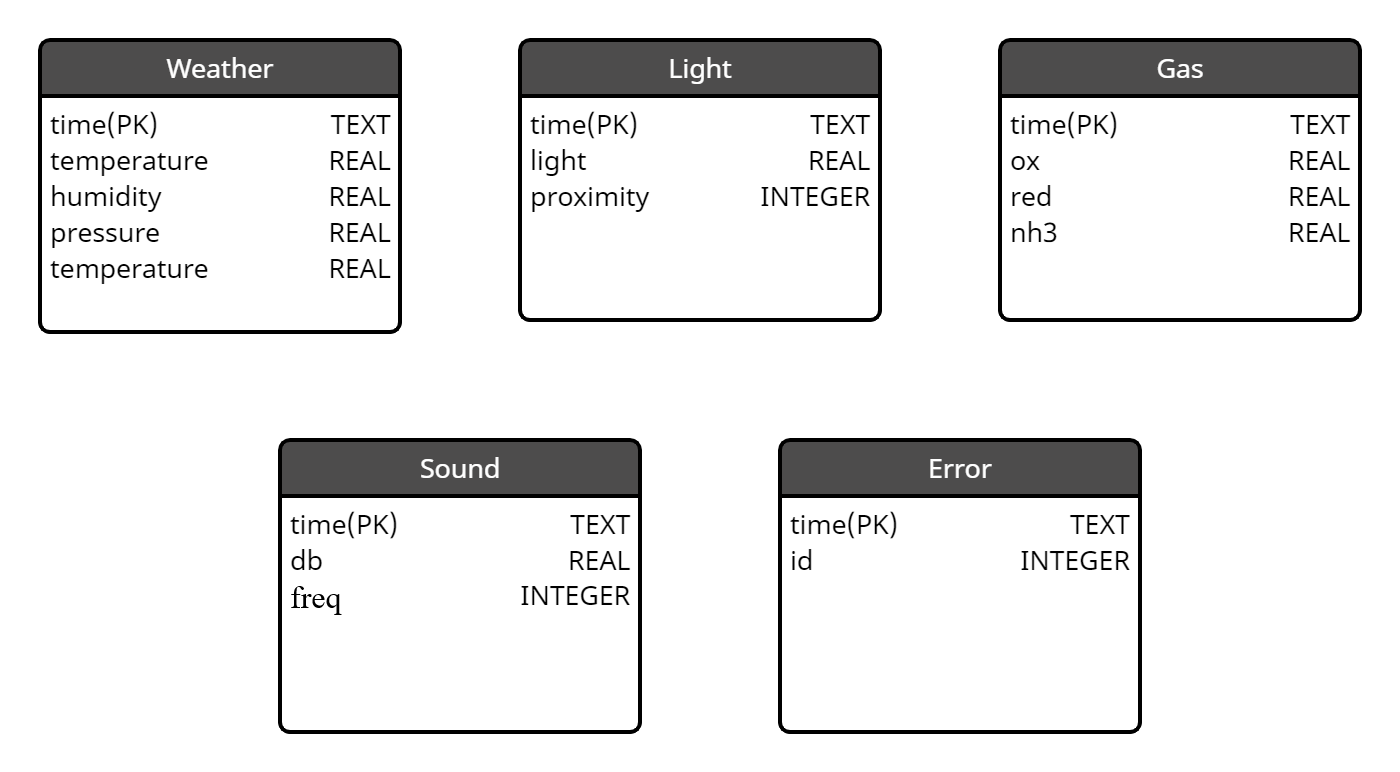 Weather
time(PK) TEXT
temperature REAL
humidity REAL
pressure REAL
temperature REAL
Light
time(PK) TEXT
light REAL
proximity INTEGER
Gas
time(PK) TEXT
ox REAL
red REAL
nh3 REAL
Sound
time(PK) TEXT
db REAL
freq INTEGER
Error
time(PK) TEXT
id INTEGER